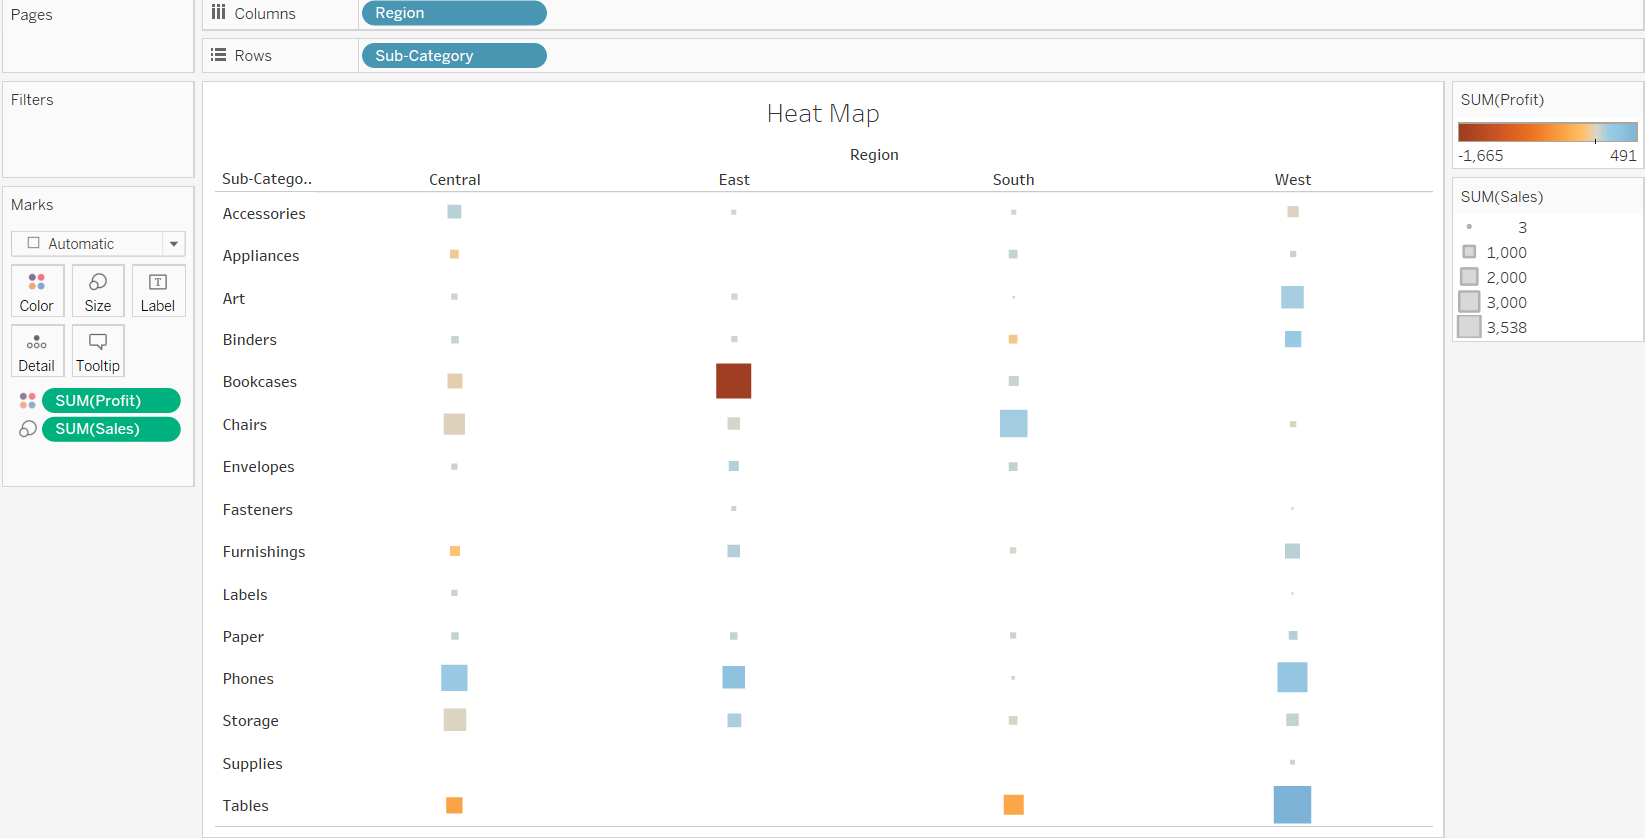 Pages
Columns
Region
Rows
Sub-Category
Filters
Marks
Automatic
Color
Size
Label
Detail
Tooltip
SUM(Profit)
SUM(Sales)
Heat Map
Region
Sub-Catego..
Central
East
South
West
Accessories
Appliances
Art
Binders
Bookcases
Chairs
Envelopes
Fasteners
Furnishings
Labels
Paper
Phones
Storage
Supplies
Tables
SUM(Profit)
-1,665
491
SUM(Sales)
3
1,000
2,000
3,000
3,538